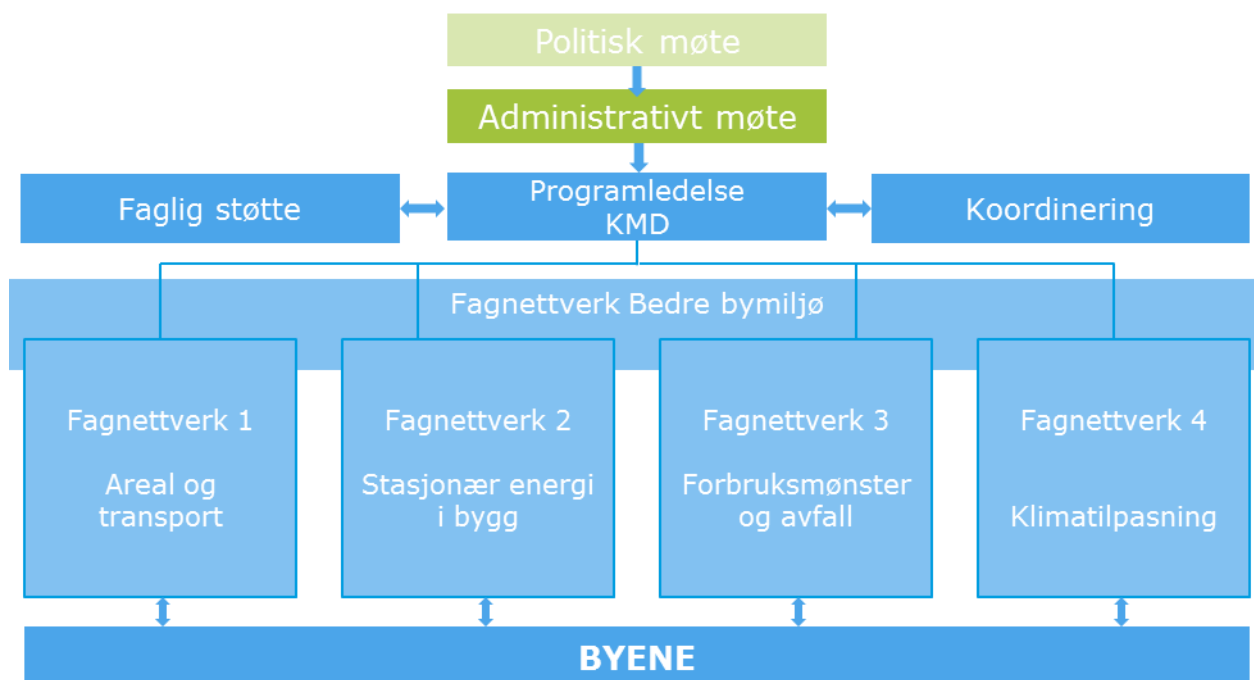 Politisk møte
Administrativt møte
Faglig støtte
Programledelse
KMD
Koordinering
Fagnettverk Bedre bymiljø
Fagnettverk 1
Areal og
transport
Fagnettverk 2
Stasjonær energi
i bygg
Fagnettverk 3
Forbruksmønster
og avfall
Fagnettverk 4
Klimatilpasning
BYENE